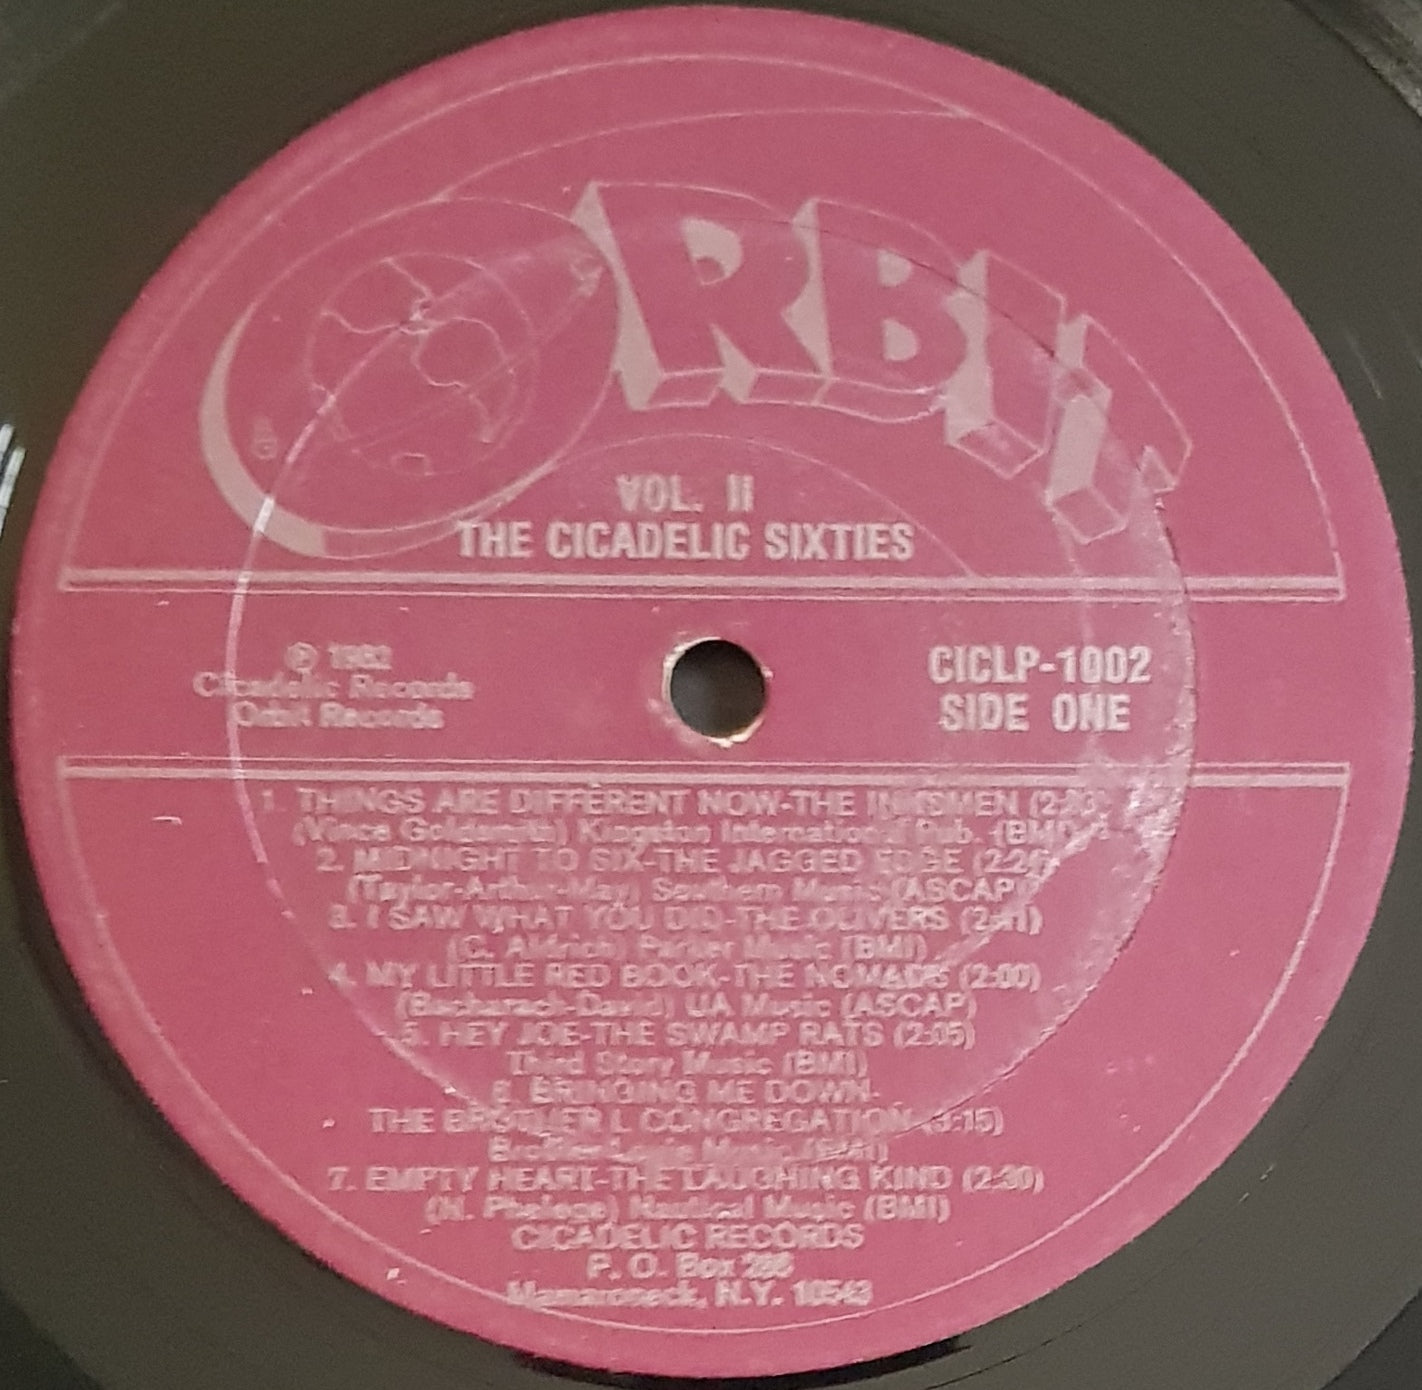 ORBIT
VOL. II
THE CICADELIC SIXTIES
℗ 1982
Cicadelic Records
Orbit Records
CICLP-1002
SIDE ONE
1. THINGS ARE DIFFERENT NOW-THE
(Vince Goldsmith) Kingston International Pub. (BMI)
2. MIDNIGHT TO SIX-THE JAGGED EDGE
(Taylor-Arthur-May) Southern Music (ASCAP)
3. I SAW WHAT YOU DID-THE OLIVERS (2:41)
(C. Aldrich) Parker Music (BMI)
4. MY LITTLE RED BOOK-THE NOMADS (2:00)
(Bacharach-David) UA Music (ASCAP)
5. HEY JOE-THE SWAMP RATS (2:05)
Third Story Music (BMI)
6. BRINGING ME DOWN-
THE BROTHER L CONGREGATION (3:15)
Music (BMI)
7. EMPTY HEART-THE LAUGHING KIND (2:30)
(N. Nautical Music (BMI)
CICADELIC RECORDS
P. O. Box
Mamaroneck, N.Y. 10543